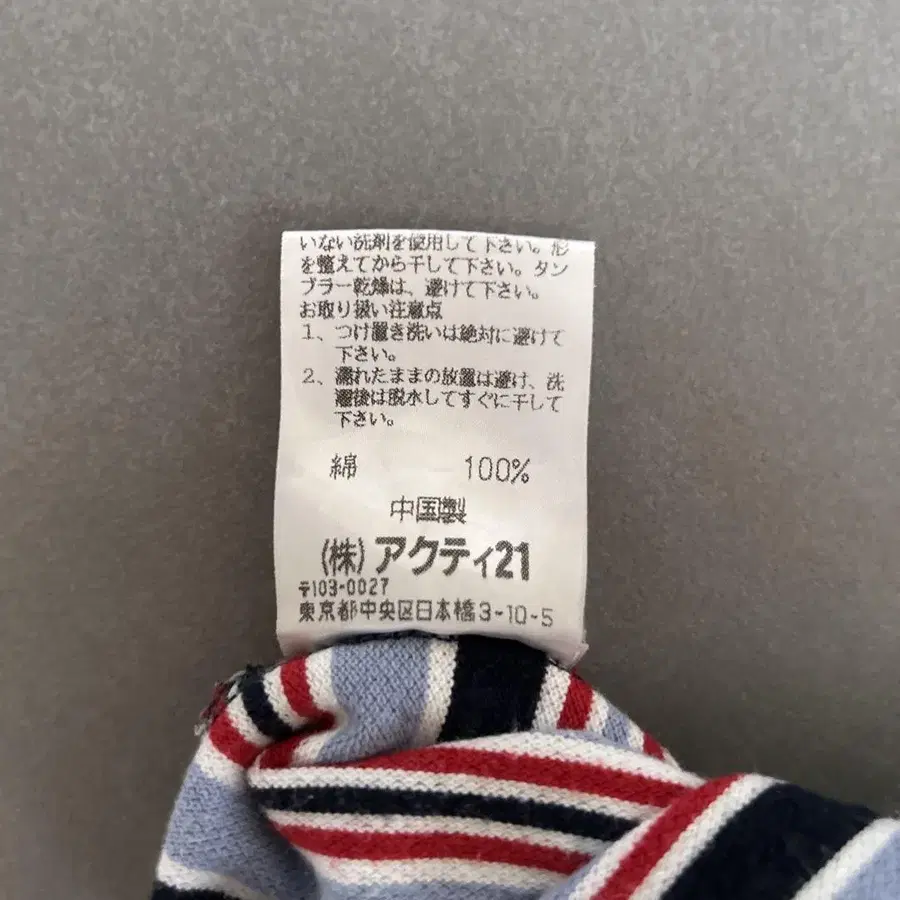 いない洗剤を使用して下さい。形
を整えてから干して下さい。タン
ブラー乾燥は、避けて下さい。
お取り扱い注意点
1、つけ置き洗いは絶対に避けて
下さい。
2、濡れたままの放置は避け、洗
濯後は脱水してすぐに干して
下さい。
綿 100%
中国製
(株)アクティ21
〒103-0027
東京都中央区日本橋3-10-5